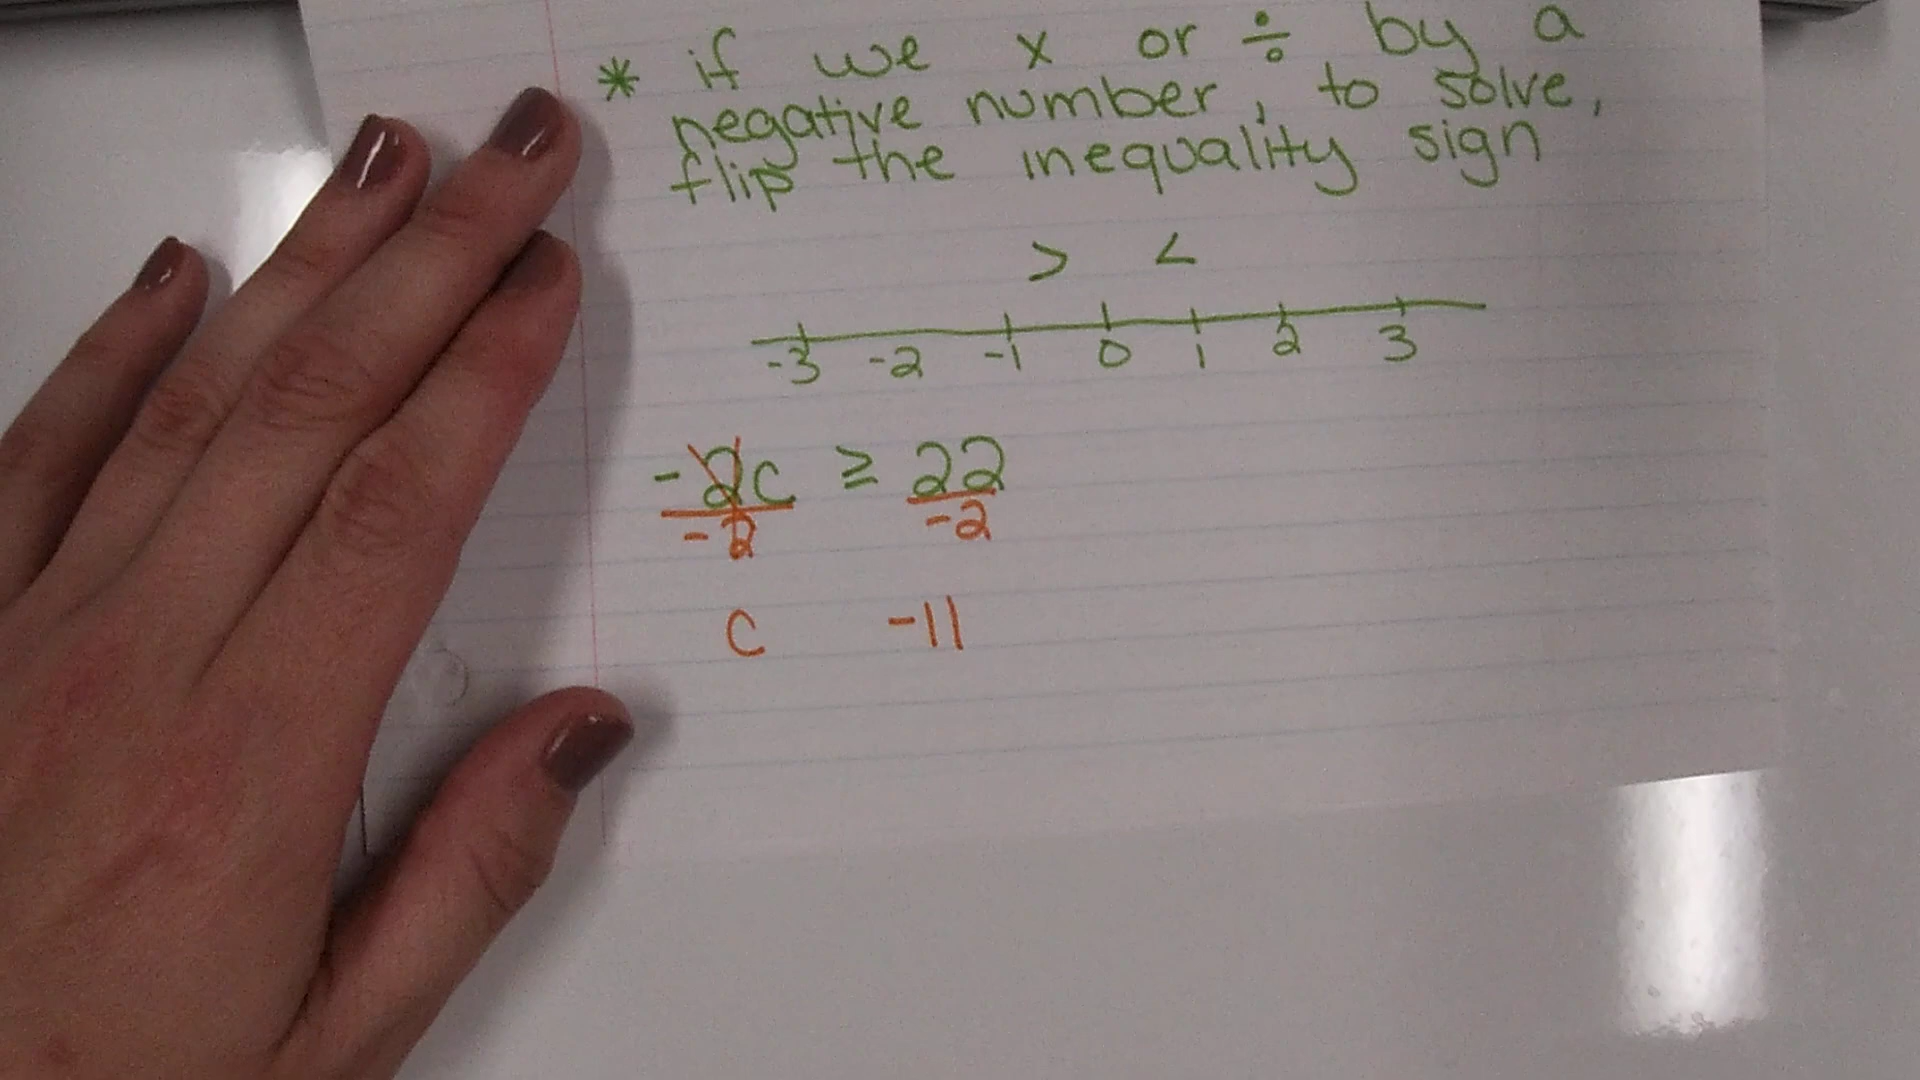 * if we x or ÷ by a
negative number, to solve,
flip the inequality sign
> <
-3 -2 -1 0 1 2 3
-2c ≥ 22
-2 -2
c -11